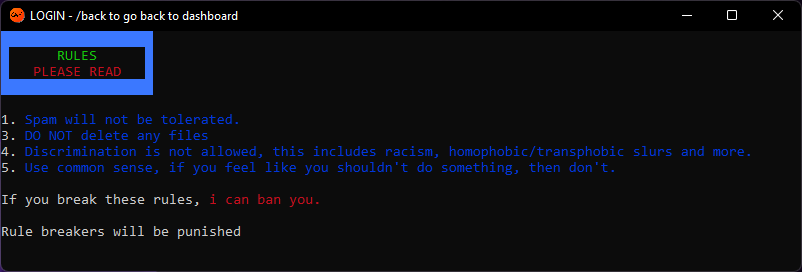 LOGIN - /back to go back to dashboard
RULES
PLEASE READ
1. Spam will not be tolerated.
3. DO NOT delete any files
4. Discrimination is not allowed, this includes racism, homophobic/transphobic slurs and more.
5. Use common sense, if you feel like you shouldn't do something, then don't.
If you break these rules, i can ban you.
Rule breakers will be punished